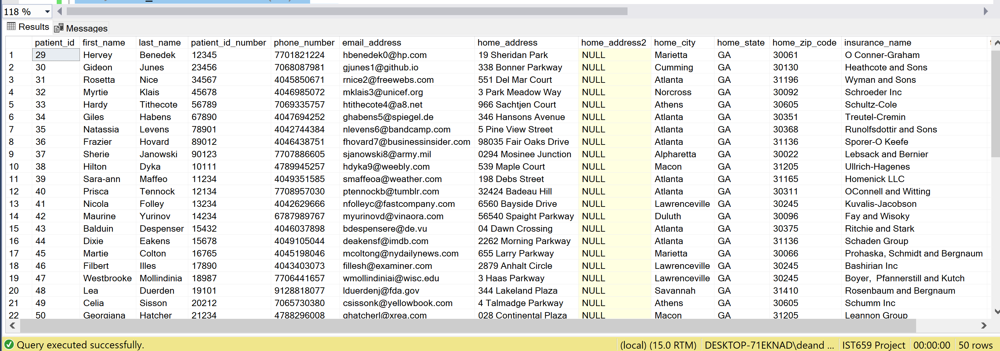 118 %
Results Messages
patient_id first_name last_name patient_id_number phone_number email_address home_address home_address2 home_city home_state home_zip_code insurance_name
1 29 Hervey Benedek 12345 7701821224 hbenedek0@hp.com 19 Sheridan Park NULL Marietta GA 30061 O Conner-Graham
2 30 Gideon Junes 23456 7068087981 gjunes1@github.io 338 Bonner Parkway NULL Cumming GA 30130 Heathcote and Sons
3 31 Rosetta Nice 34567 4045850671 rnice2@freewebs.com 551 Del Mar Court NULL Atlanta GA 31196 Wyman and Sons
4 32 Myrtie Klais 45678 4046985072 mklais3@unicef.org 3 Park Meadow Way NULL Norcross GA 30092 Schroeder Inc
5 33 Hardy Tithecote 56789 7069335757 htithecote4@a8.net 966 Sachtjen Court NULL Athens GA 30605 Schultz-Cole
6 34 Giles Habens 67890 4047694252 ghabens5@spiegel.de 346 Hansons Avenue NULL Atlanta GA 30351 Treutel-Cremin
7 35 Natassia Levens 78901 4042744384 nlevens6@bandcamp.com 5 Pine View Street NULL Atlanta GA 30368 Runolfsdottir and Sons
8 36 Frazier Hovard 89012 4046438751 fhovard7@businessinsider.com 98035 Fair Oaks Drive NULL Atlanta GA 31136 Sporer-O Keefe
9 37 Sherie Janowski 90123 7707886605 sjanowski8@army.mil 0294 Mosinee Junction NULL Alpharetta GA 30022 Lebsack and Bernier
10 38 Hilton Dyka 10111 4789945257 hdyka9@weebly.com 539 Maple Court NULL Macon GA 31205 Ullrich-Hagenes
11 39 Sara-ann Maffeo 11234 4049351585 smaffeoa@weather.com 198 Debs Street NULL Atlanta GA 31165 Homenick LLC
12 40 Prisca Tennock 12134 7708957030 ptennockb@tumblr.com 32424 Badeau Hill NULL Atlanta GA 30311 OConnell and Witting
13 41 Nicola Folley 13234 4042629666 nfolleyc@fastcompany.com 6560 Bayside Drive NULL Lawrenceville GA 30245 Kuvalis-Jacobson
14 42 Maurine Yurinov 14234 6787989767 myurinovd@vinaora.com 56540 Spaight Parkway NULL Duluth GA 30096 Fay and Wisoky
15 43 Balduin Despenser 15432 4046037898 bdespensere@de.vu 04 Dawn Crossing NULL Atlanta GA 30375 Ritchie and Stark
16 44 Dixie Eakens 15678 4049105044 deakensf@imdb.com 2262 Morning Parkway NULL Atlanta GA 31136 Schaden Group
17 45 Martie Colton 16765 4045198046 mcoltong@nydailynews.com 655 Larry Parkway NULL Marietta GA 30066 Prohaska, Schmidt and Bergnaum
18 46 Filbert Illes 17890 4043403073 fillesh@examiner.com 2879 Anhalt Circle NULL Lawrenceville GA 30245 Bashirian Inc
19 47 Westbrooke Mollindinia 18987 7706441657 wmollindiniai@wisc.edu 3 Haas Parkway NULL Lawrenceville GA 30245 Boyer,  Pfannerstill and Kutch
20 48 Lea Duerden 19101 9128818077 lduerdenj@fda.gov 344 Lakeland Plaza NULL Savannah GA 31410 Rosenbaum and Bergnaum
21 49 Celia Sisson 20212 7065730380 csissonk@yellowbook.com 4 Talmadge Parkway NULL Athens GA 30605 Schumm Inc
22 50 Georgiana Hatcher 21234 4788296008 ghatcherl@xrea.com 028 Continental Plaza NULL Macon GA 31205 Leannon Group
Query executed successfully. (local) (15.0 RTM) DESKTOP-71EKNAD\deand ... IST659 Project 00:00:00 50 rows